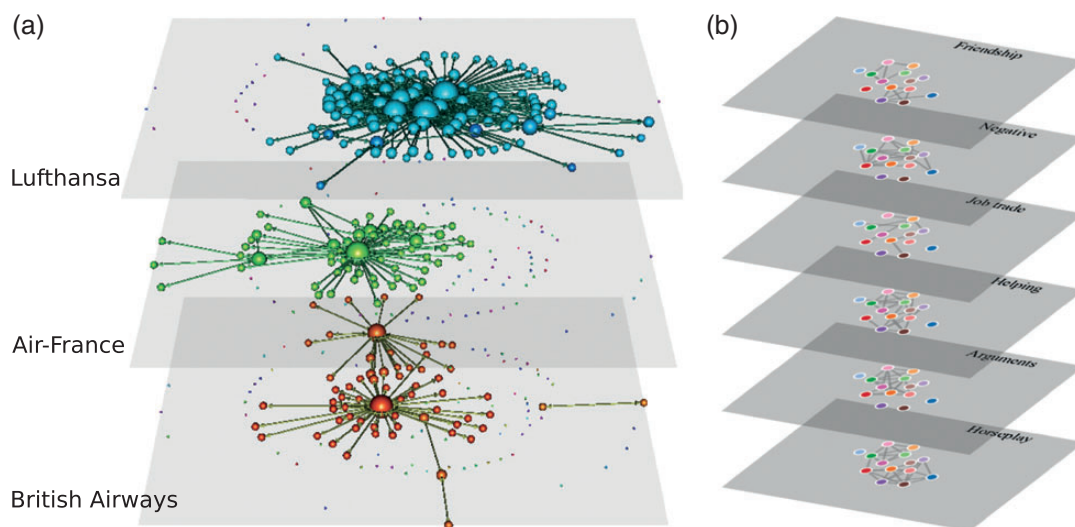 (a)
Lufthansa
Air-France
British Airways
(b)
Friendship
Negative
Job trade
Helping
Arguments
Horseplay